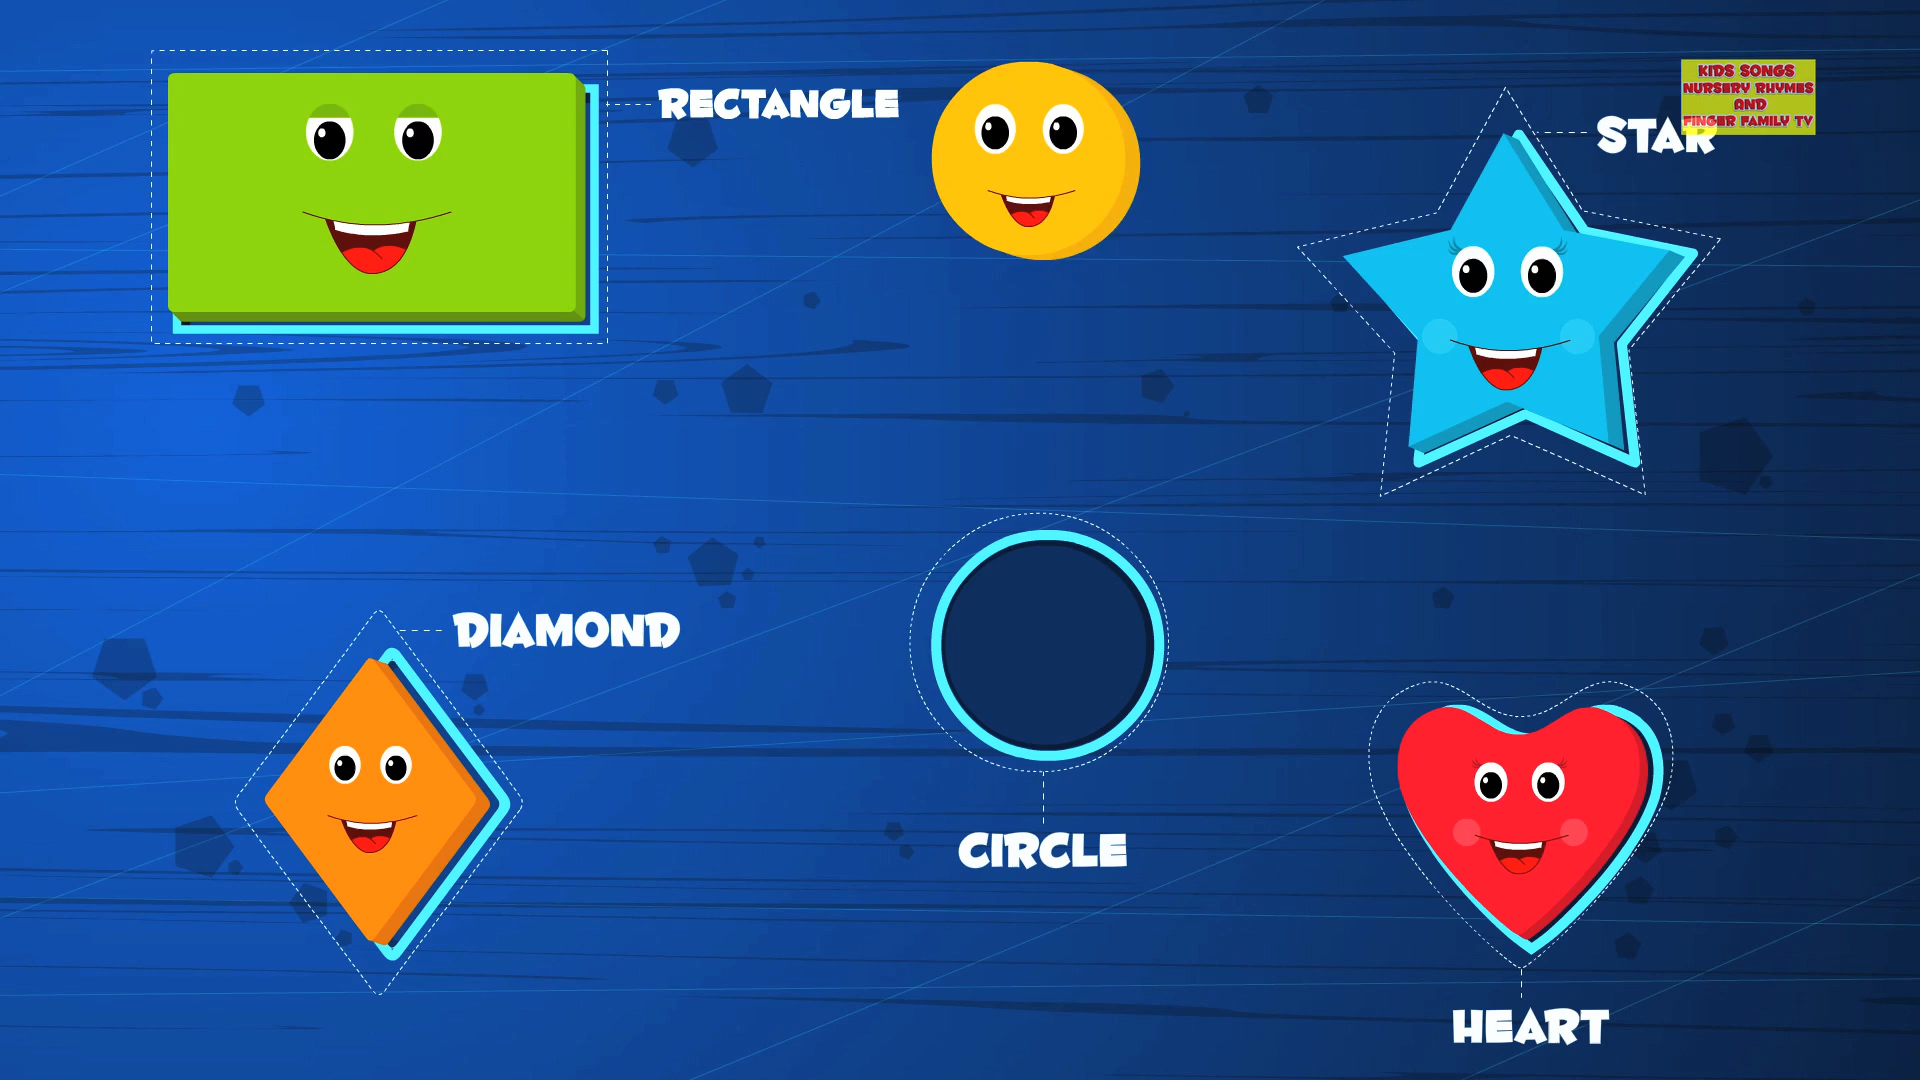 RECTANGLE
STAR
KIDS SONGS
NURSERY RHYMES
AND
FINGER FAMILY TV
DIAMOND
CIRCLE
HEART